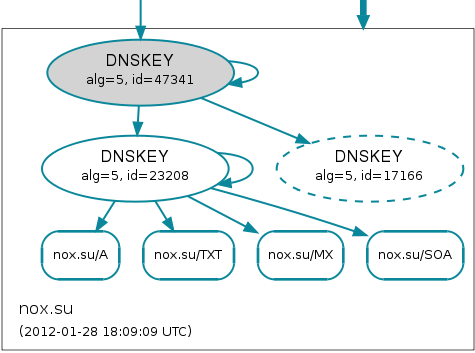 DNSKEY
alg=5, id=47341
DNSKEY
alg=5, id=23208
DNSKEY
alg=5, id=17166
nox.su/A
nox.su/TXT
nox.su/MX
nox.su/SOA
nox.su
(2012-01-28 18:09:09 UTC)